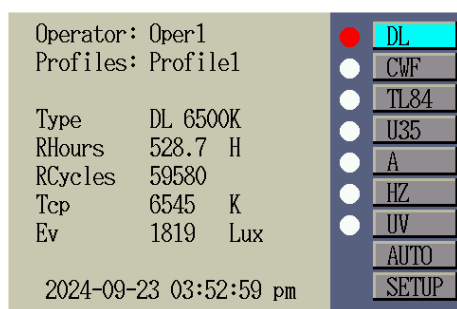 Operator: Oper1
Profiles: Profile1
Type DL 6500K
RHours 528.7 H
RCycles 59580
Tcp 6545 K
Ev 1819 Lux
2024-09-23 03:52:59 pm
DL
CWF
TL84
U35
A
HZ
UV
AUTO
SETUP